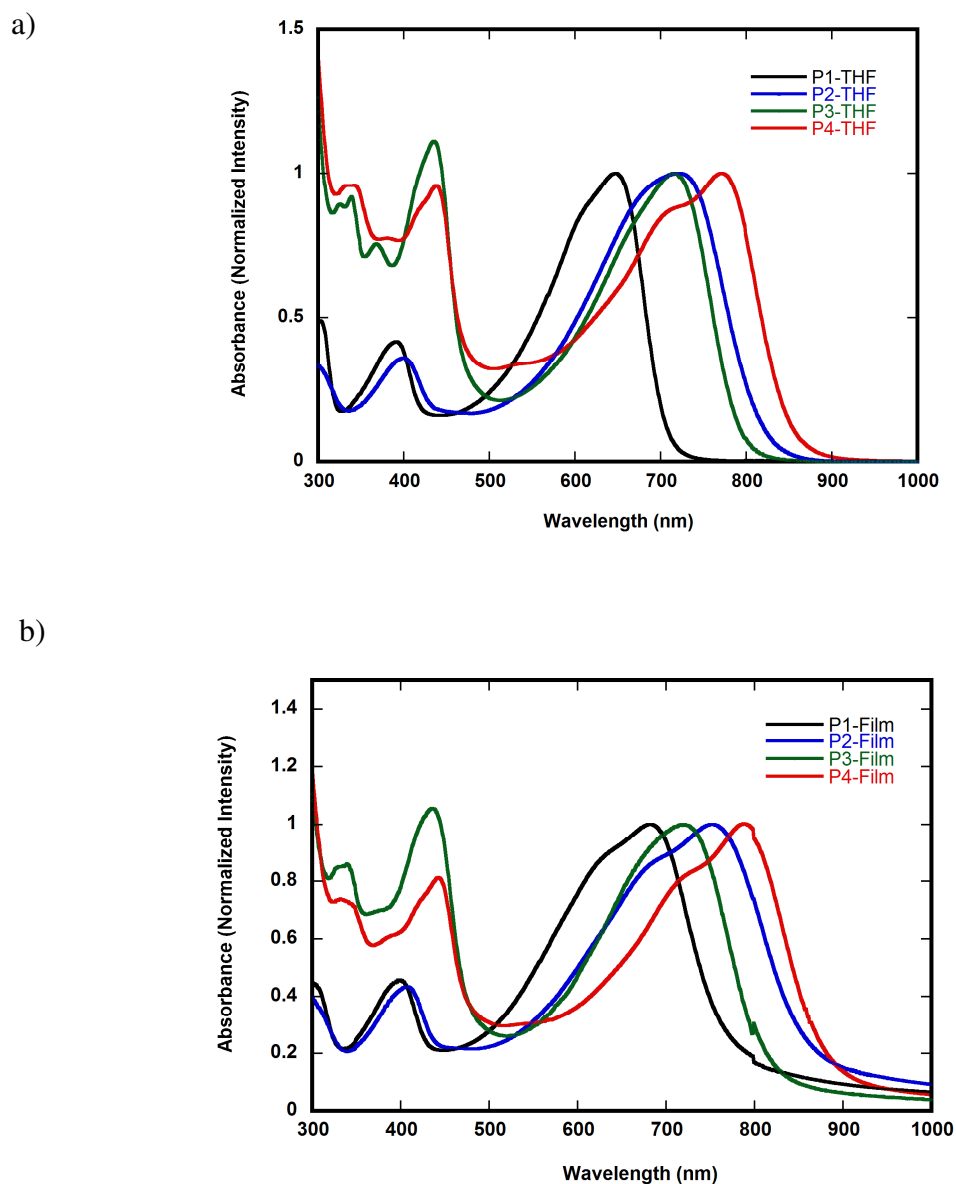 a)
1.5
P1-THF
P2-THF
P3-THF
P4-THF
1
0.5
0
Absorbance (Normalized Intensity)
300 400 500 600 700 800 900 1000
Wavelength (nm)
b)
1.4
P1-Film
P2-Film
P3-Film
P4-Film
1.2
1
0.8
0.6
0.4
0.2
0
Absorbance (Normalized Intensity)
300 400 500 600 700 800 900 1000
Wavelength (nm)